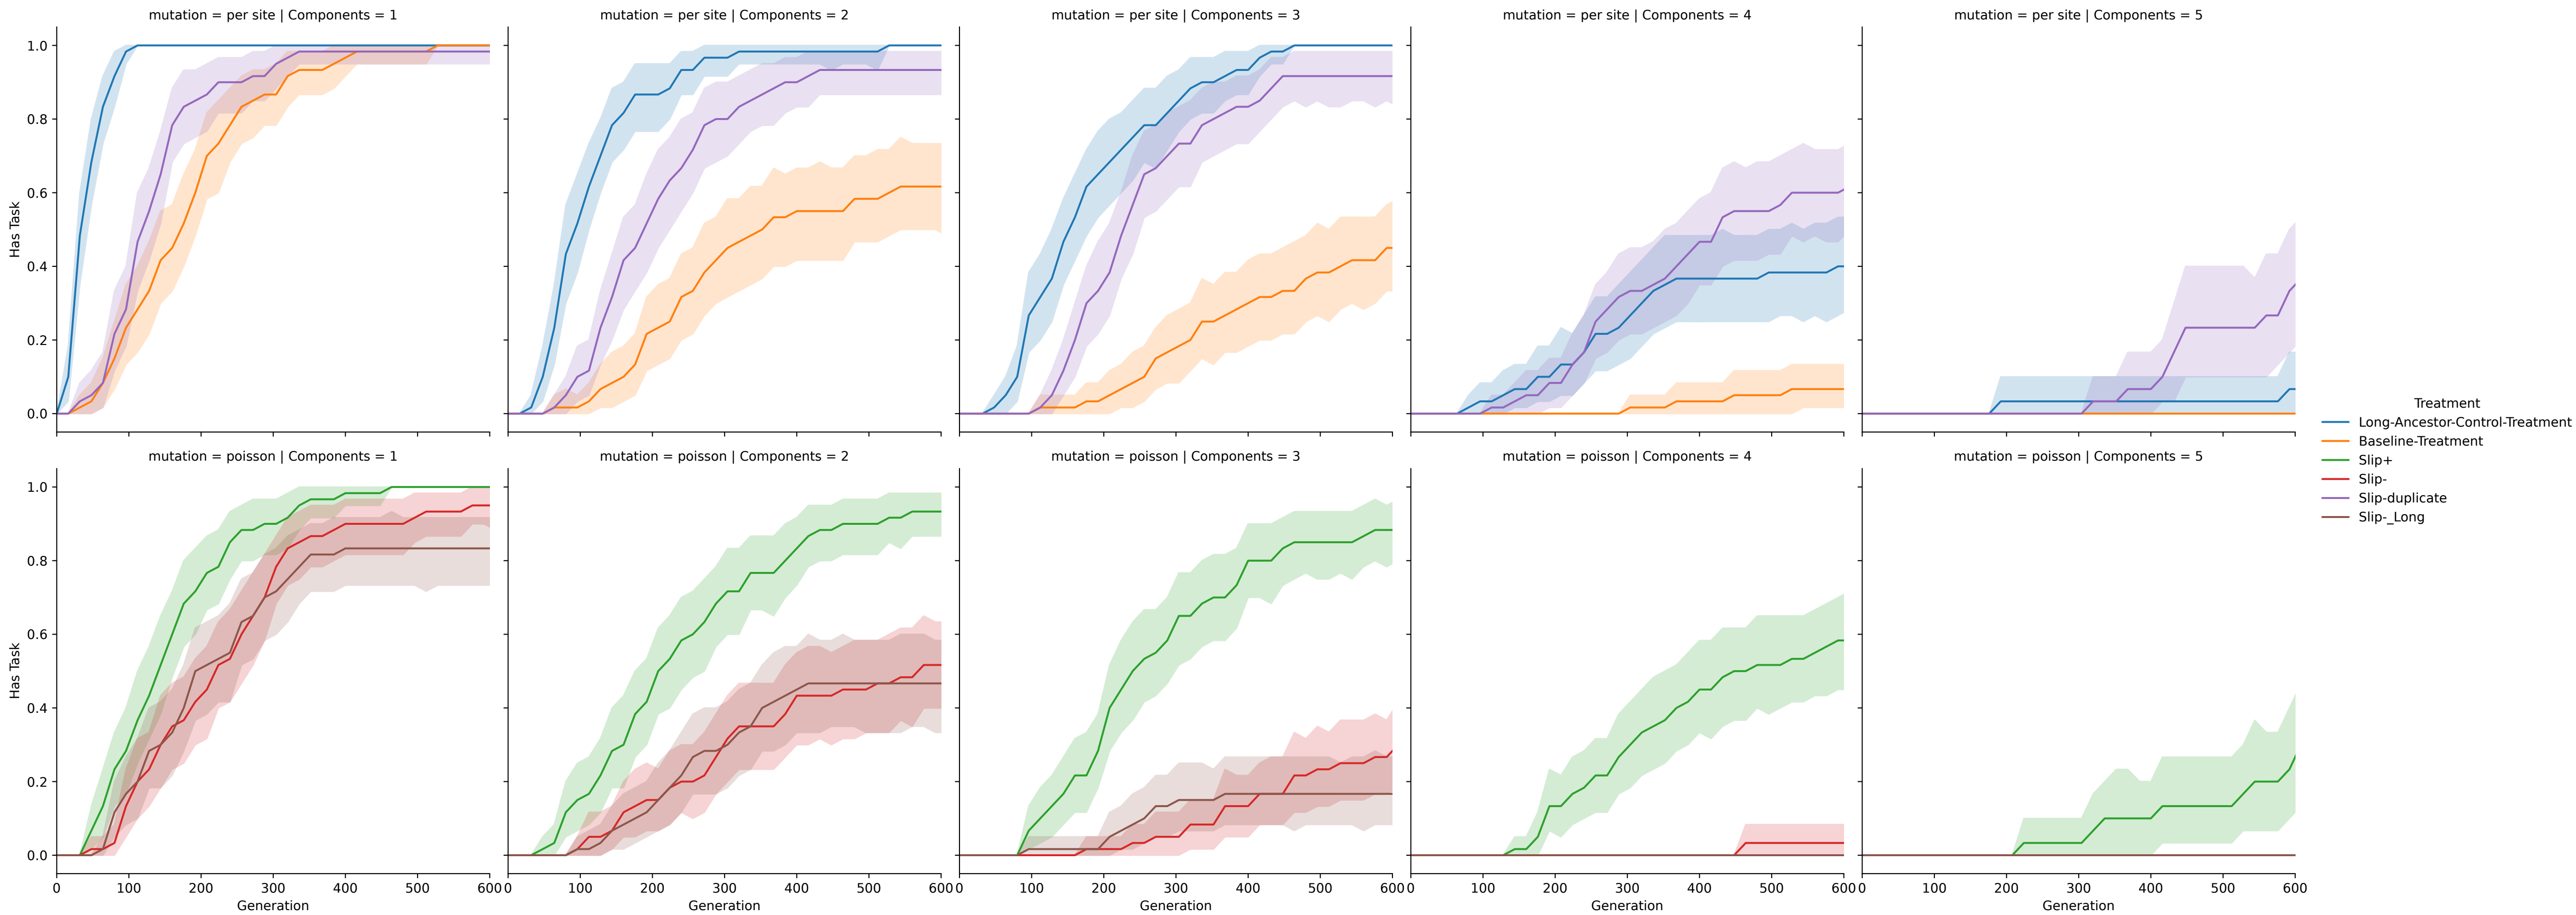 mutation = per site | Components = 1
mutation = per site | Components = 2
mutation = per site | Components = 3
mutation = per site | Components = 4
mutation = per site | Components = 5
1.0
0.8
0.6
0.4
0.2
0.0
Has Task
mutation = poisson | Components = 1
mutation = poisson | Components = 2
mutation = poisson | Components = 3
mutation = poisson | Components = 4
mutation = poisson | Components = 5
1.0
0.8
0.6
0.4
0.2
0.0
Has Task
0 100 200 300 400 500 600
0 100 200 300 400 500 600
0 100 200 300 400 500 600
0 100 200 300 400 500 600
0 100 200 300 400 500 600
Generation
Generation
Generation
Generation
Generation
Treatment
Long-Ancestor-Control-Treatment
Baseline-Treatment
Slip+
Slip-
Slip-duplicate
Slip-_Long